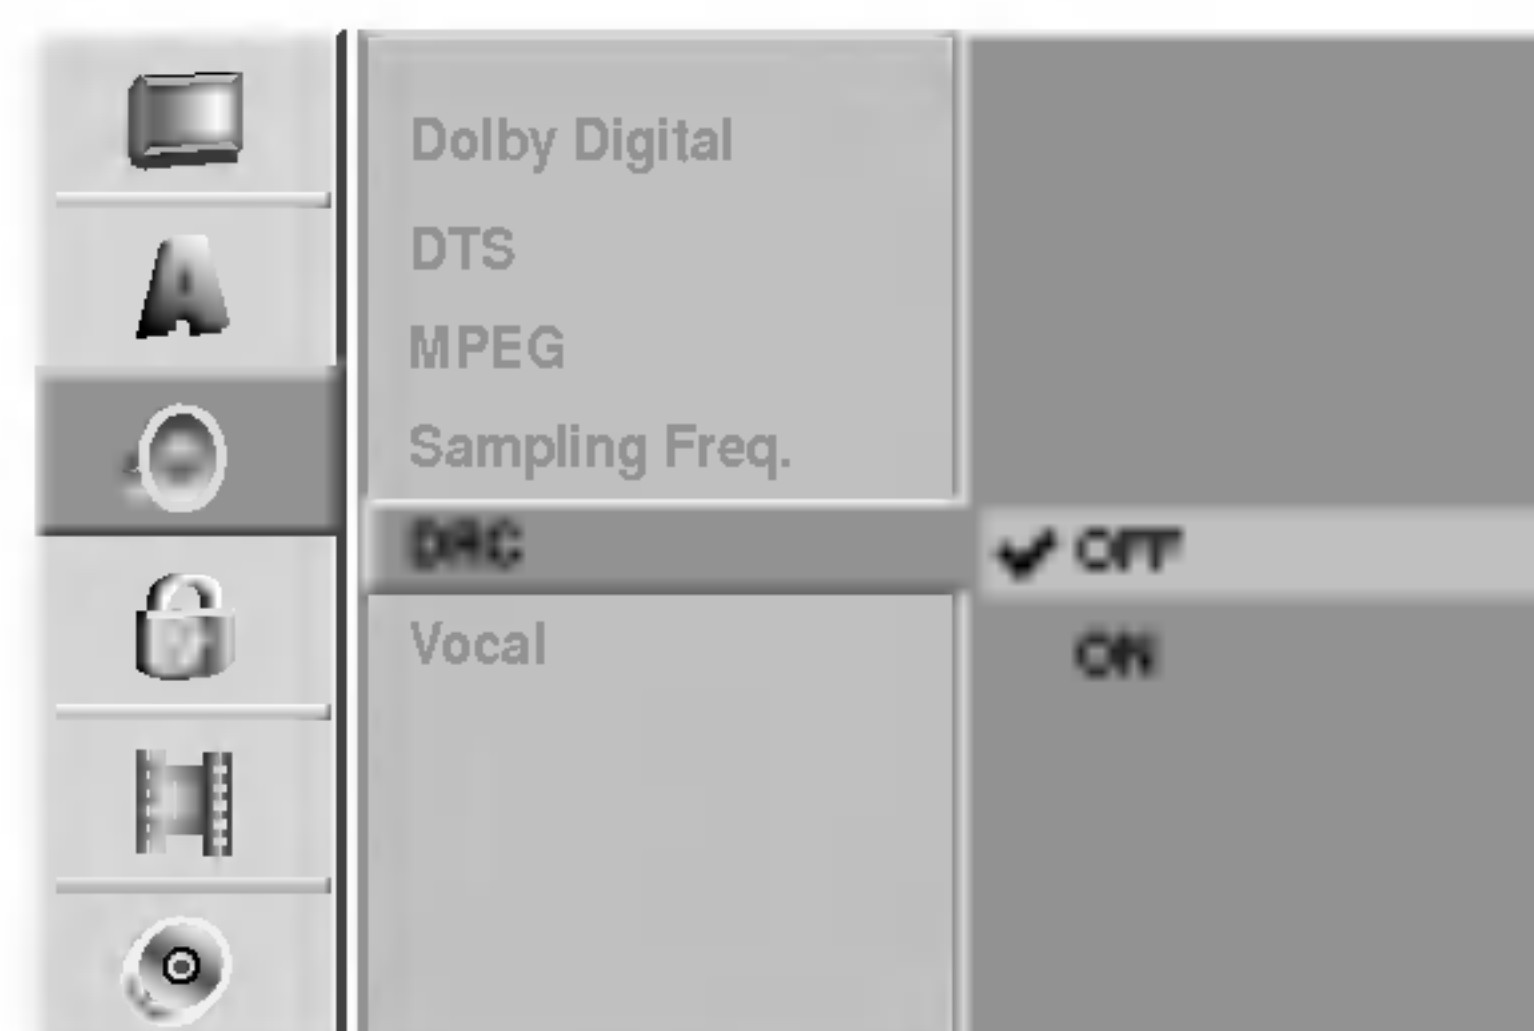 Dolby Digital
DTS
MPEG
Sampling Freq.
DRC OFF
ON
Vocal